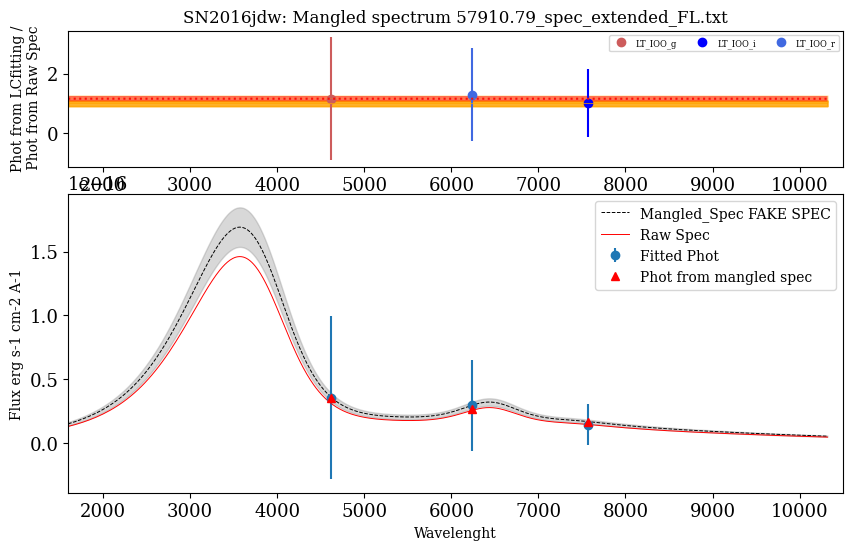 SN2016jdw: Mangled spectrum 57910.79_spec_extended_FL.txt
Phot from LCfitting /
Phot from Raw Spec
2
0
LT_IOO_g
LT_IOO_i
LT_IOO_r
2000 3000 4000 5000 6000 7000 8000 9000 10000
1e−16
Flux erg s-1 cm-2 A-1
1.5
1.0
0.5
0.0
Mangled_Spec FAKE SPEC
Raw Spec
Fitted Phot
Phot from mangled spec
2000 3000 4000 5000 6000 7000 8000 9000 10000
Wavelenght